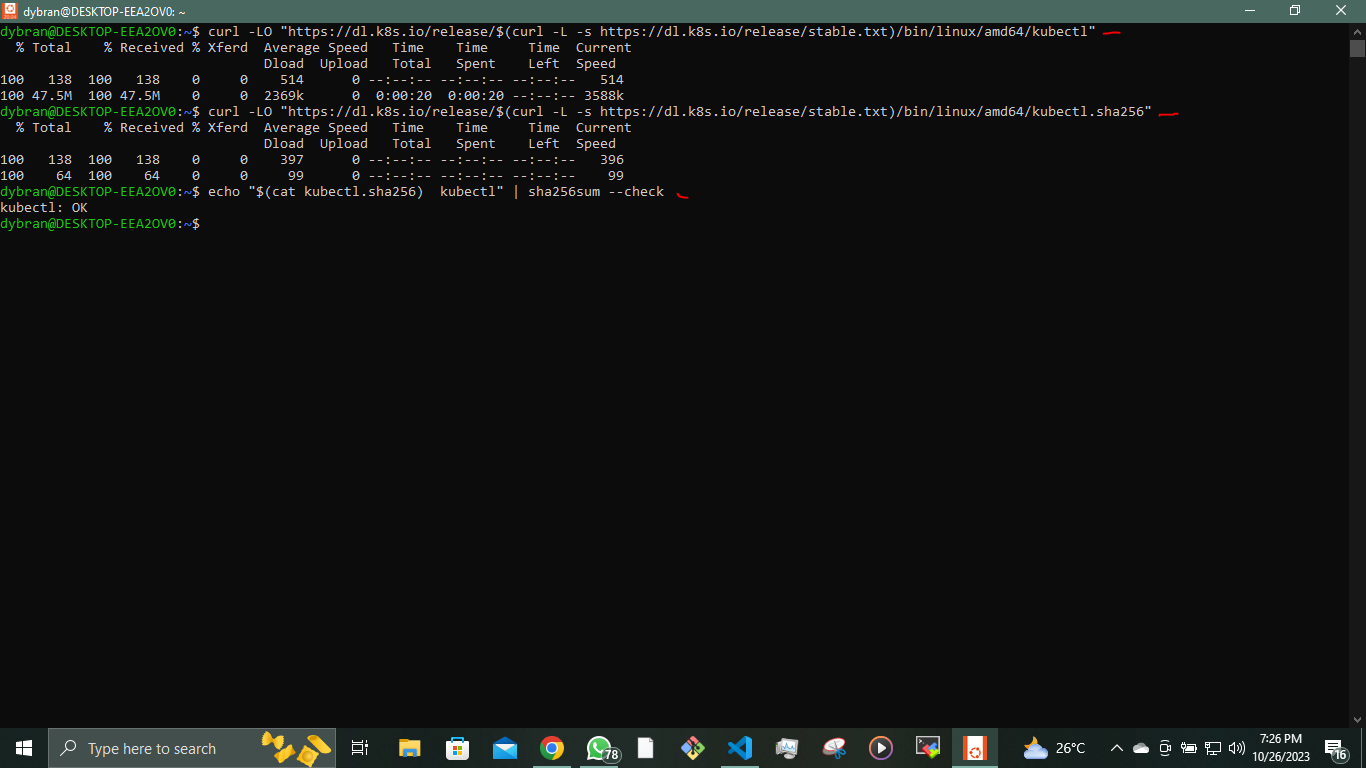 dybran@DESKTOP-EEA2OV0: ~
dybran@DESKTOP-EEA2OV0:~$ curl -LO "https://dl.k8s.io/release/$(curl -L -s https://dl.k8s.io/release/stable.txt)/bin/linux/amd64/kubectl"
  % Total    % Received % Xferd  Average Speed   Time    Time     Time  Current
                                 Dload  Upload   Total   Spent    Left  Speed
100   138  100   138    0     0    514      0 --:--:-- --:--:-- --:--:--   514
100 47.5M  100 47.5M    0     0  2369k      0  0:00:20  0:00:20 --:--:-- 3588k
dybran@DESKTOP-EEA2OV0:~$ curl -LO "https://dl.k8s.io/release/$(curl -L -s https://dl.k8s.io/release/stable.txt)/bin/linux/amd64/kubectl.sha256"
  % Total    % Received % Xferd  Average Speed   Time    Time     Time  Current
                                 Dload  Upload   Total   Spent    Left  Speed
100   138  100   138    0     0    397      0 --:--:-- --:--:-- --:--:--   396
100    64  100    64    0     0     99      0 --:--:-- --:--:-- --:--:--    99
dybran@DESKTOP-EEA2OV0:~$ echo "$(cat kubectl.sha256)  kubectl" | sha256sum --check
kubectl: OK
dybran@DESKTOP-EEA2OV0:~$
Type here to search
78
26°C
7:26 PM
10/26/2023
16